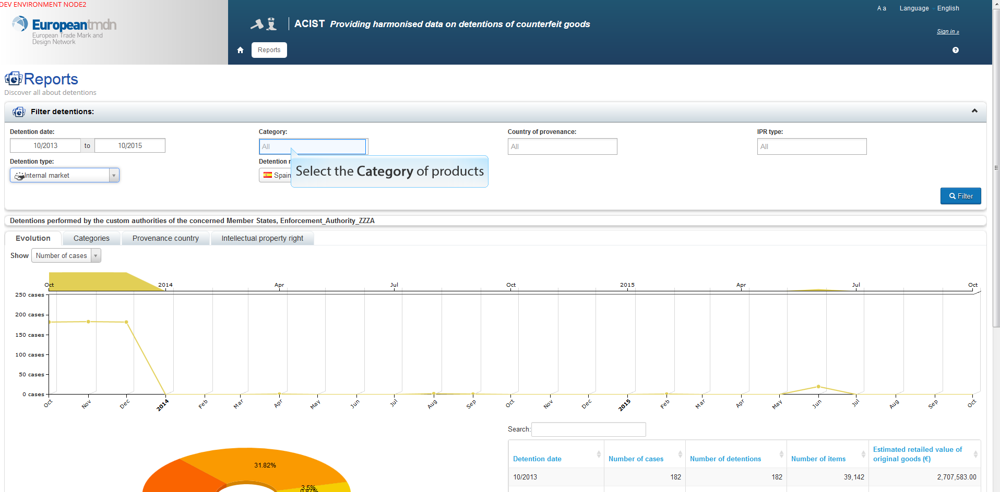 DEV ENVIRONMENT NODE2
Europeantmdn
European Trade Mark and
Design Network
ACIST Providing harmonised data on detentions of counterfeit goods
A a Language English
Sign in »
Reports
Reports
Discover all about detentions
Filter detentions:
Detention date:
10/2013 to 10/2015
Category:
All
Country of provenance:
All
IPR type:
All
Detention type:
Internal market
Detention r
Spain
Select the Category of products
Filter
Detentions performed by the custom authorities of the concerned Member States, Enforcement_Authority_ZZZA
Evolution Categories Provenance country Intellectual property right
Show Number of cases
Oct 2014 Apr Jul Oct 2015 Apr Jul Oct
250 cases
200 cases
150 cases
100 cases
50 cases
0 cases
Oct Nov Dec 2014 Feb Mar Apr May Jun Jul Aug Sep Oct Nov Dec 2015 Feb Mar Apr May Jun Jul Aug Sep Oct
31.82%
3.5%
0.87%
Search:
Detention date Number of cases Number of detentions Number of items Estimated retailed value of original goods (€)
10/2013 182 182 39,142 2,707,583.00